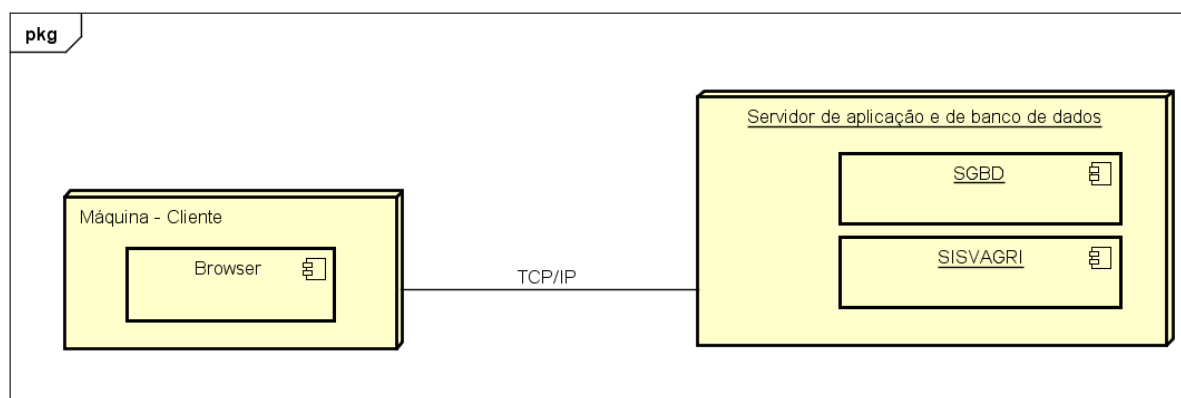 pkg
Servidor de aplicação e de banco de dados
SGBD
Máquina - Cliente
Browser
SISVAGRI
TCP/IP